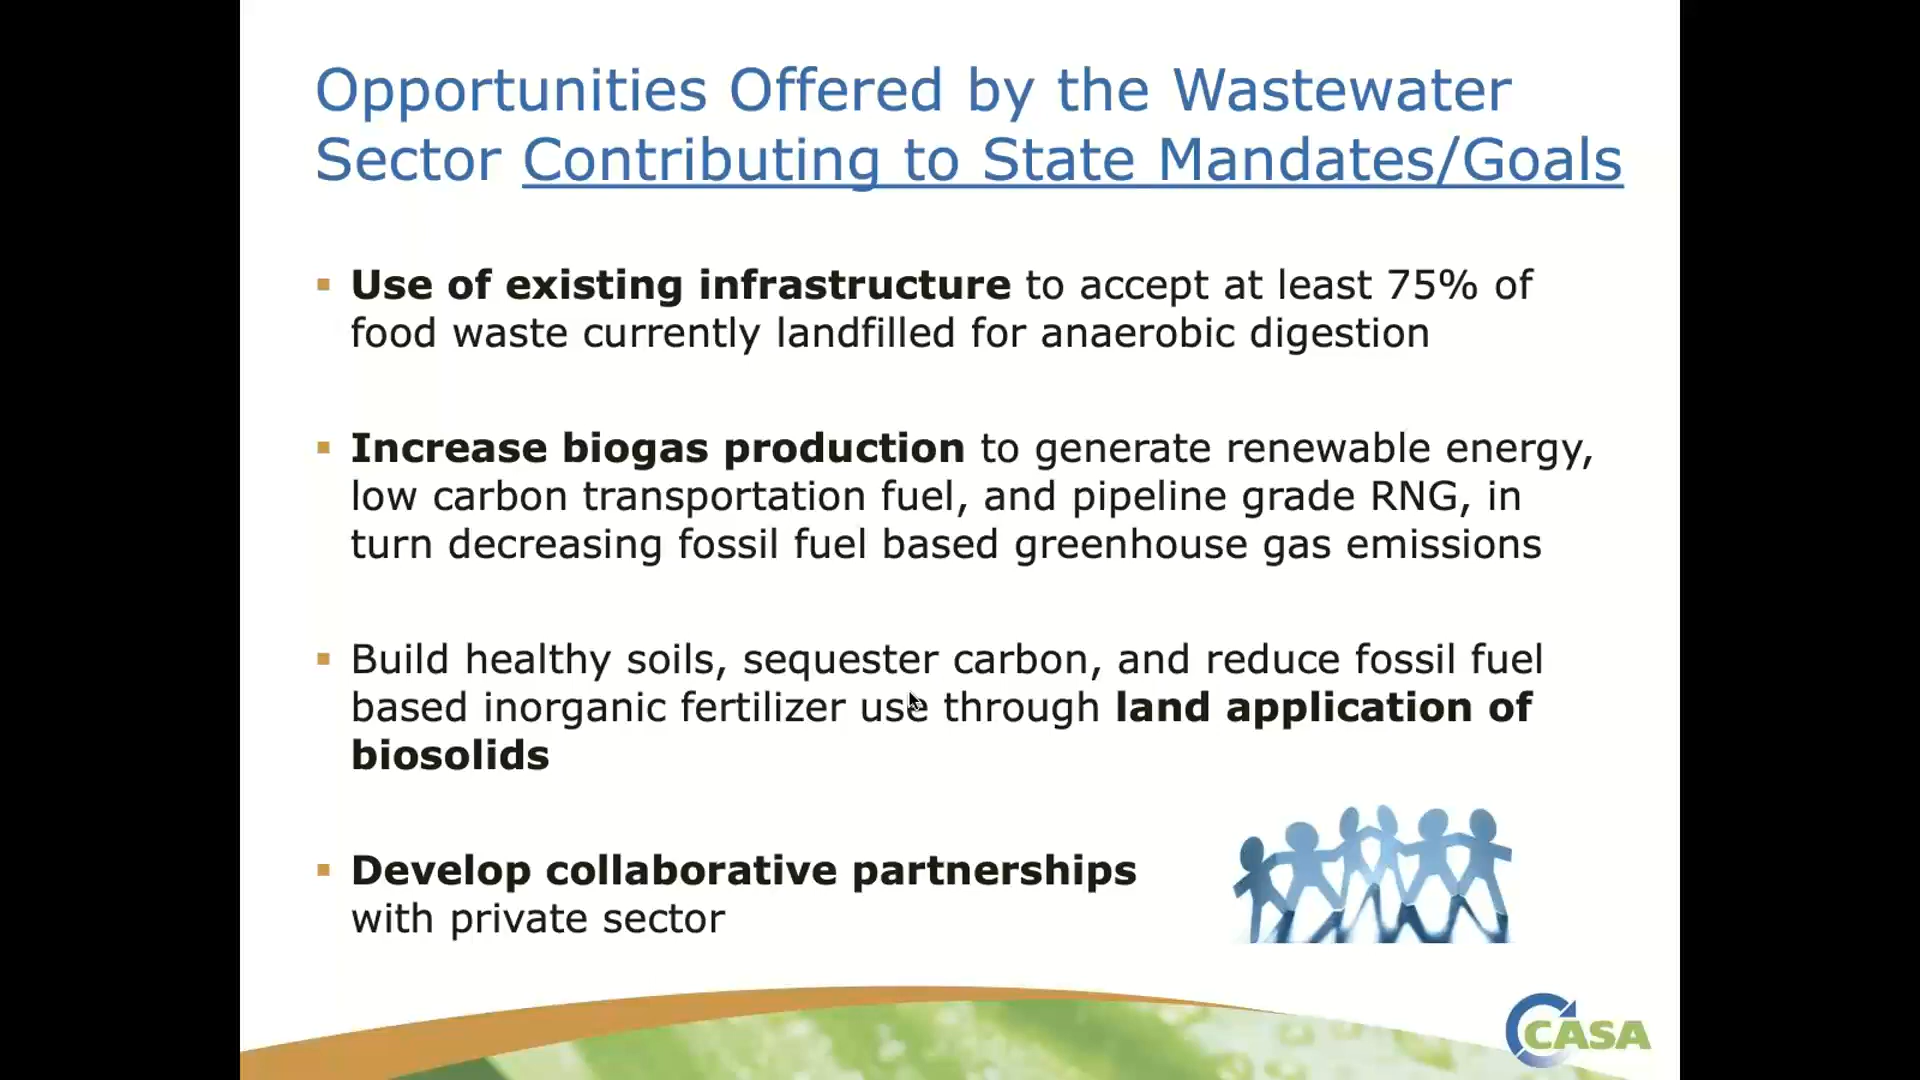 Opportunities Offered by the Wastewater
Sector Contributing to State Mandates/Goals
Use of existing infrastructure to accept at least 75% of
food waste currently landfilled for anaerobic digestion
Increase biogas production to generate renewable energy,
low carbon transportation fuel, and pipeline grade RNG, in
turn decreasing fossil fuel based greenhouse gas emissions
Build healthy soils, sequester carbon, and reduce fossil fuel
based inorganic fertilizer use through land application of
biosolids
Develop collaborative partnerships
with private sector
CASA